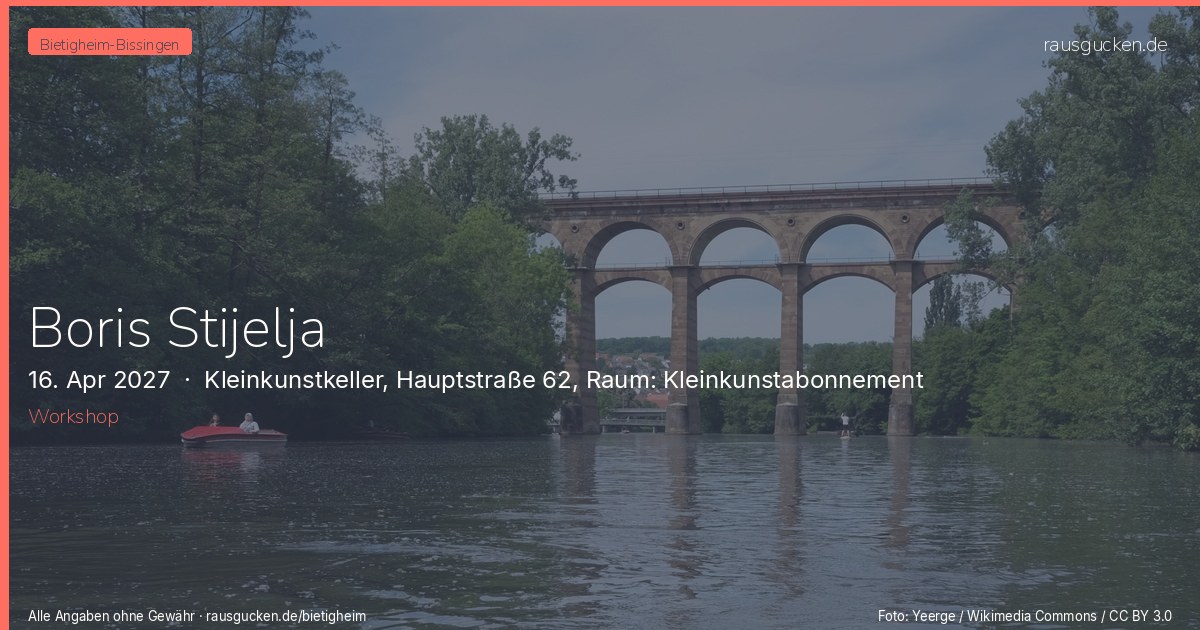 Bietigheim-Bissingen
rausgucken.de
Boris Stijelja
16. Apr 2027 · Kleinkunstkeller, Hauptstraße 62, Raum: Kleinkunstabonnement
Workshop
Alle Angaben ohne Gewähr · rausgucken.de/bietigheim
Foto: Yeerge / Wikimedia Commons / CC BY 3.0